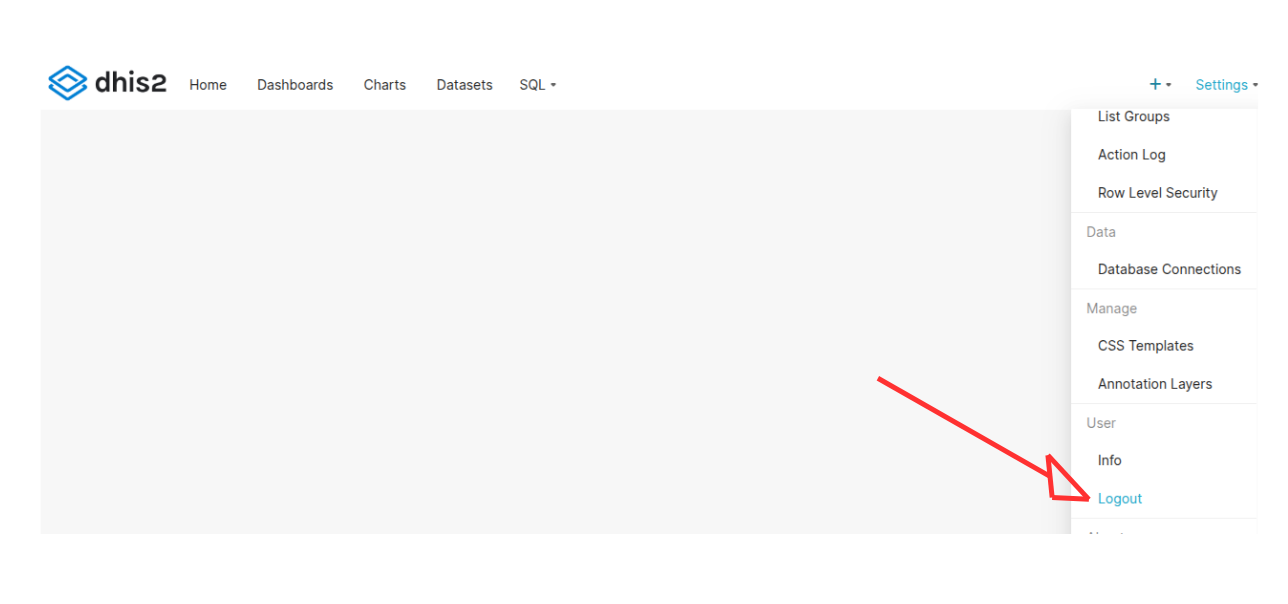 dhis2 Home Dashboards Charts Datasets SQL + Settings
List Groups
Action Log
Row Level Security
Data
Database Connections
Manage
CSS Templates
Annotation Layers
User
Info
Logout